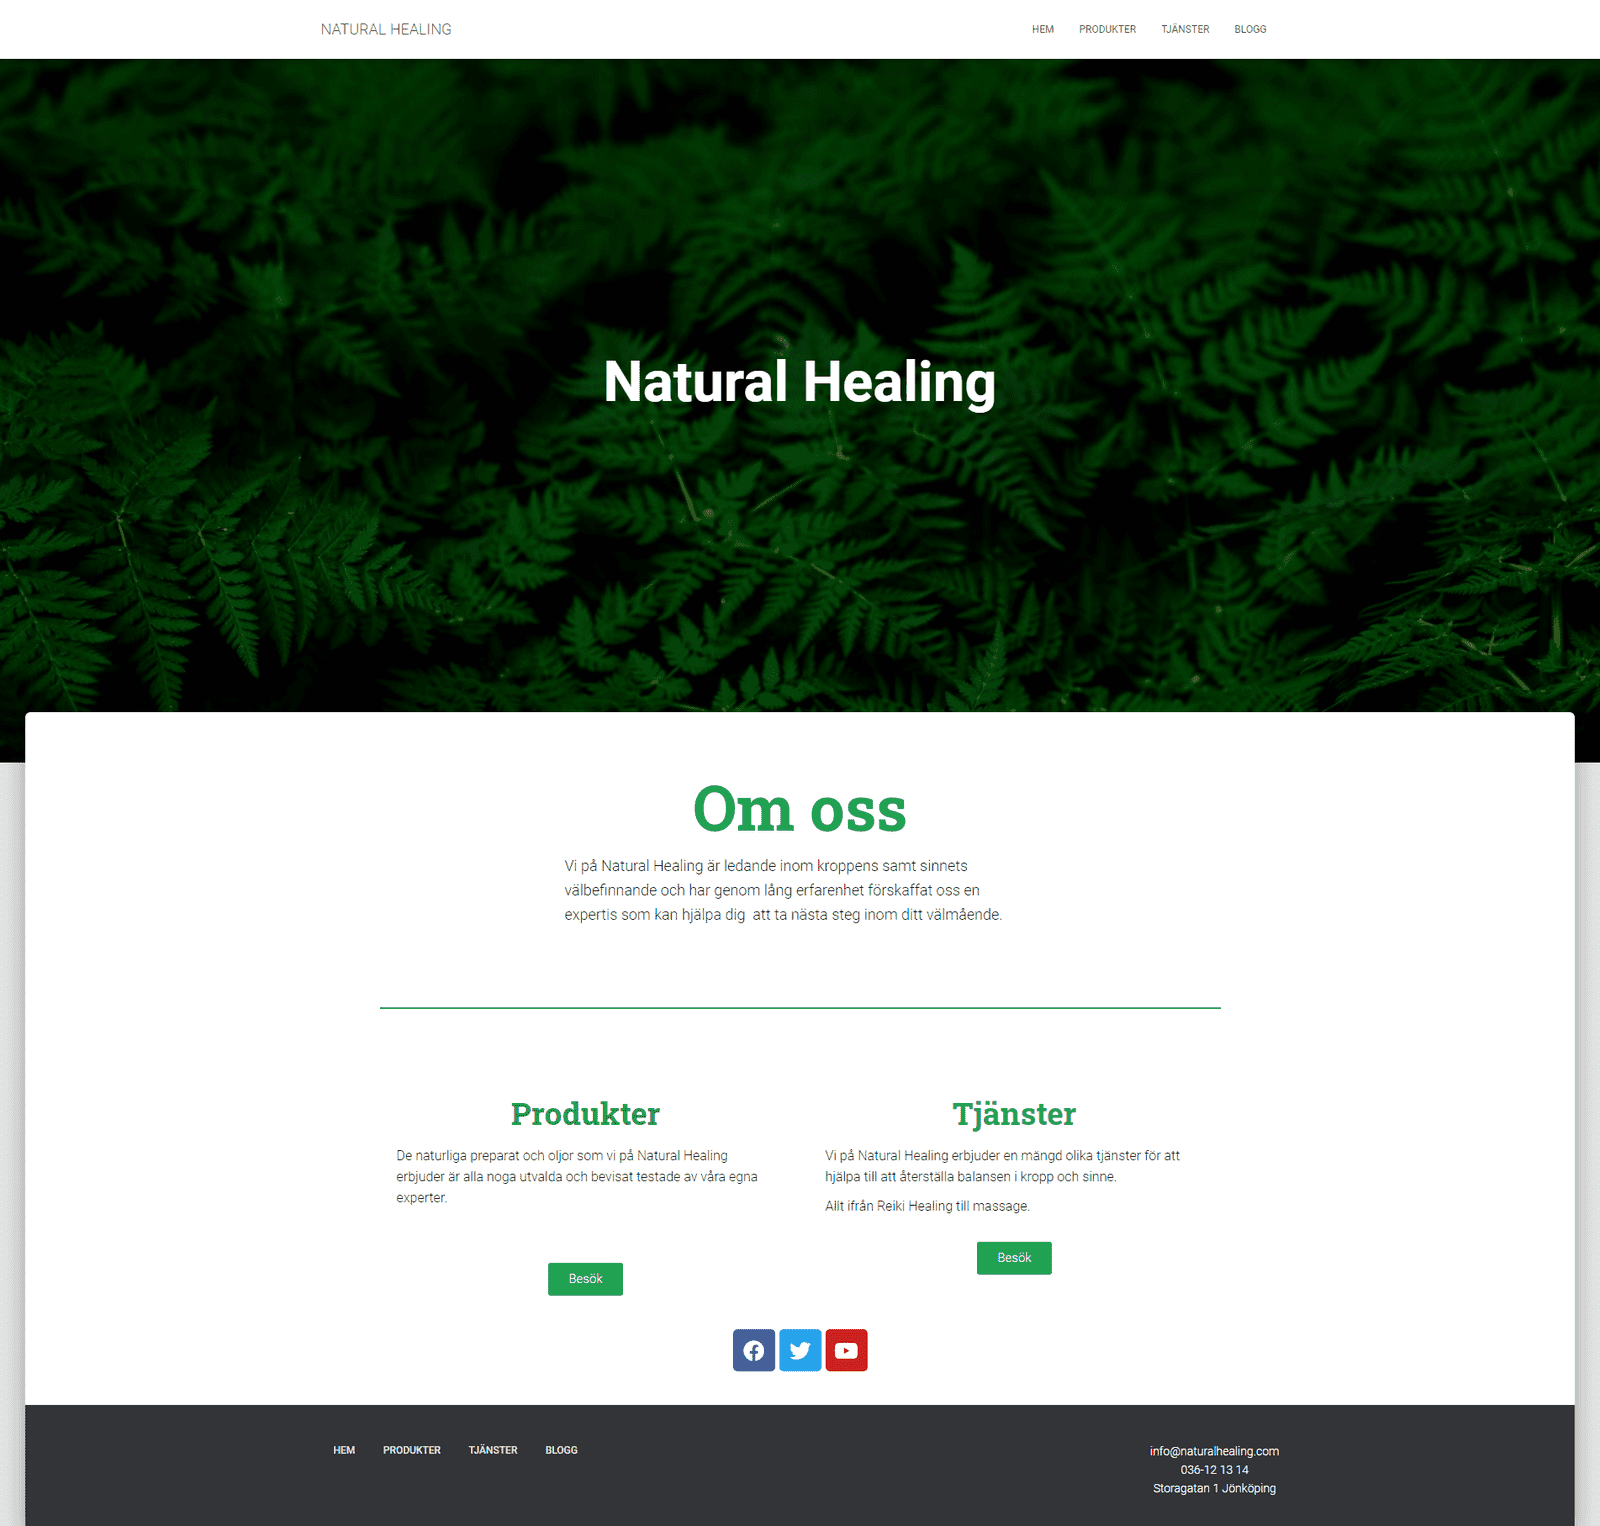 NATURAL HEALING
HEM PRODUKTER TJÄNSTER BLOGG
Natural Healing
Om oss
Vi på Natural Healing är ledande inom kroppens samt sinnets
välbefinnande och har genom lång erfarenhet förskaffat oss en
expertis som kan hjälpa dig  att ta nästa steg inom ditt välmående.
Produkter
De naturliga preparat och oljor som vi på Natural Healing
erbjuder är alla noga utvalda och bevisat testade av våra egna
experter.
Besök
Tjänster
Vi på Natural Healing erbjuder en mängd olika tjänster för att
hjälpa till att återställa balansen i kropp och sinne.
Allt ifrån Reiki Healing till massage.
Besök
HEM PRODUKTER TJÄNSTER BLOGG
info@naturalhealing.com
036-12 13 14
Storagatan 1 Jönköping